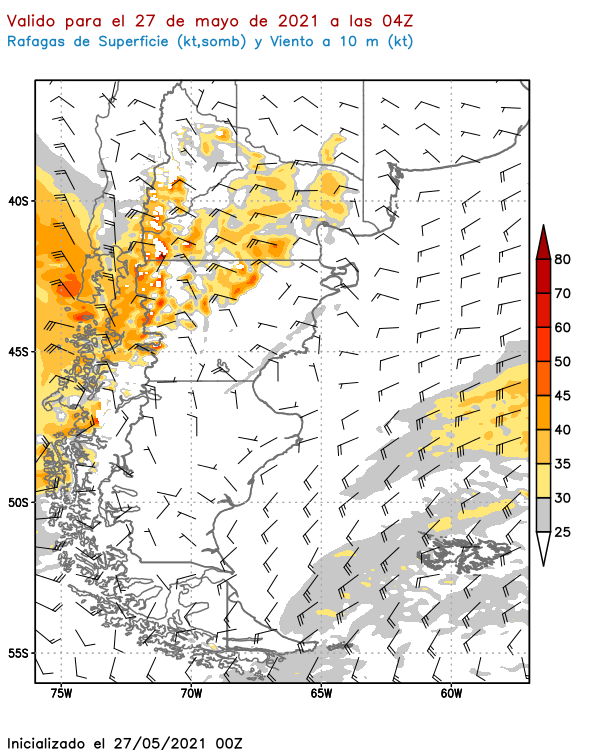 Valido para el 27 de mayo de 2021 a las 04Z
Rafagas de Superficie (kt,somb) y Viento a 10 m (kt)
40S
45S
50S
55S
75W 70W 65W 60W
80
70
60
50
45
40
35
30
25
Inicializado el 27/05/2021 00Z